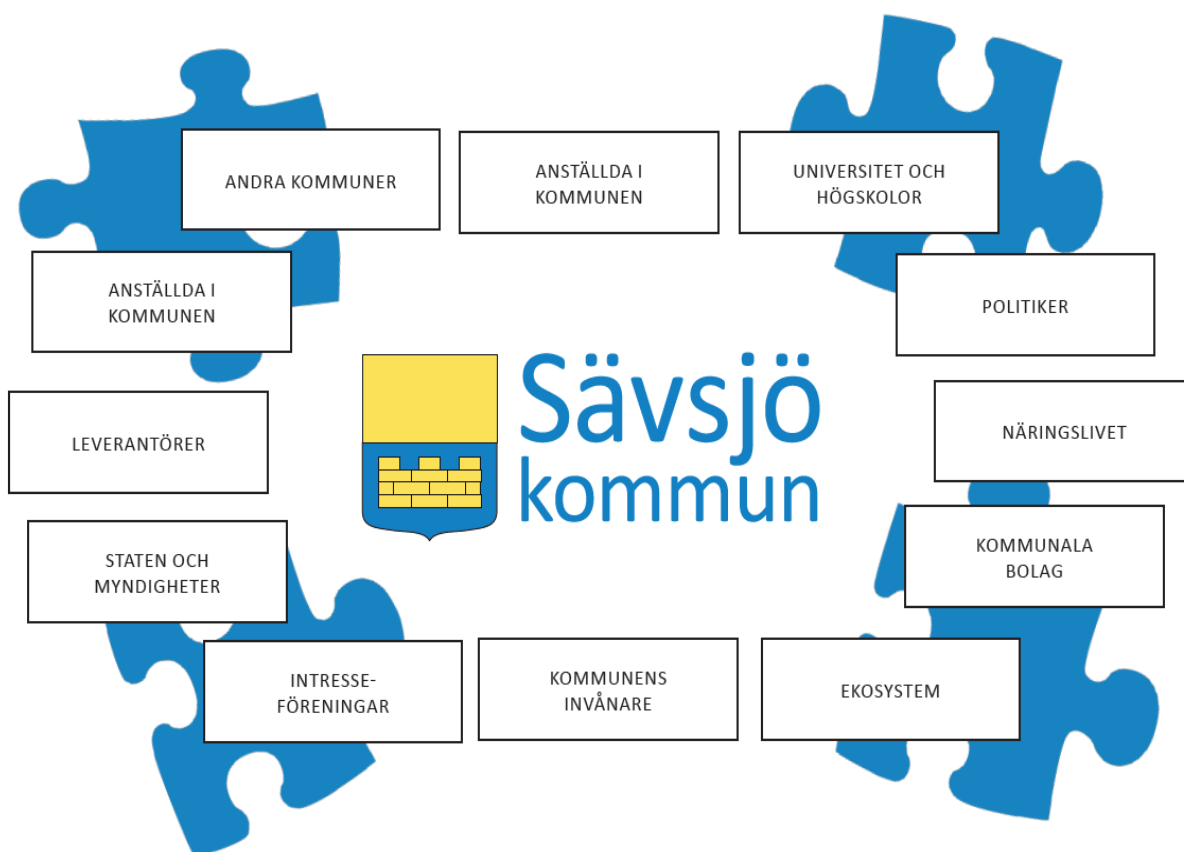 ANDRA KOMMUNER
ANSTÄLLDA I
KOMMUNEN
UNIVERSITET OCH
HÖGSKOLOR
ANSTÄLLDA I
KOMMUNEN
POLITIKER
Sävsjö
kommun
LEVERANTÖRER
NÄRINGSLIVET
STATEN OCH
MYNDIGHETER
KOMMUNALA
BOLAG
INTRESSE-
FÖRENINGAR
KOMMUNENS
INVÅNARE
EKOSYSTEM